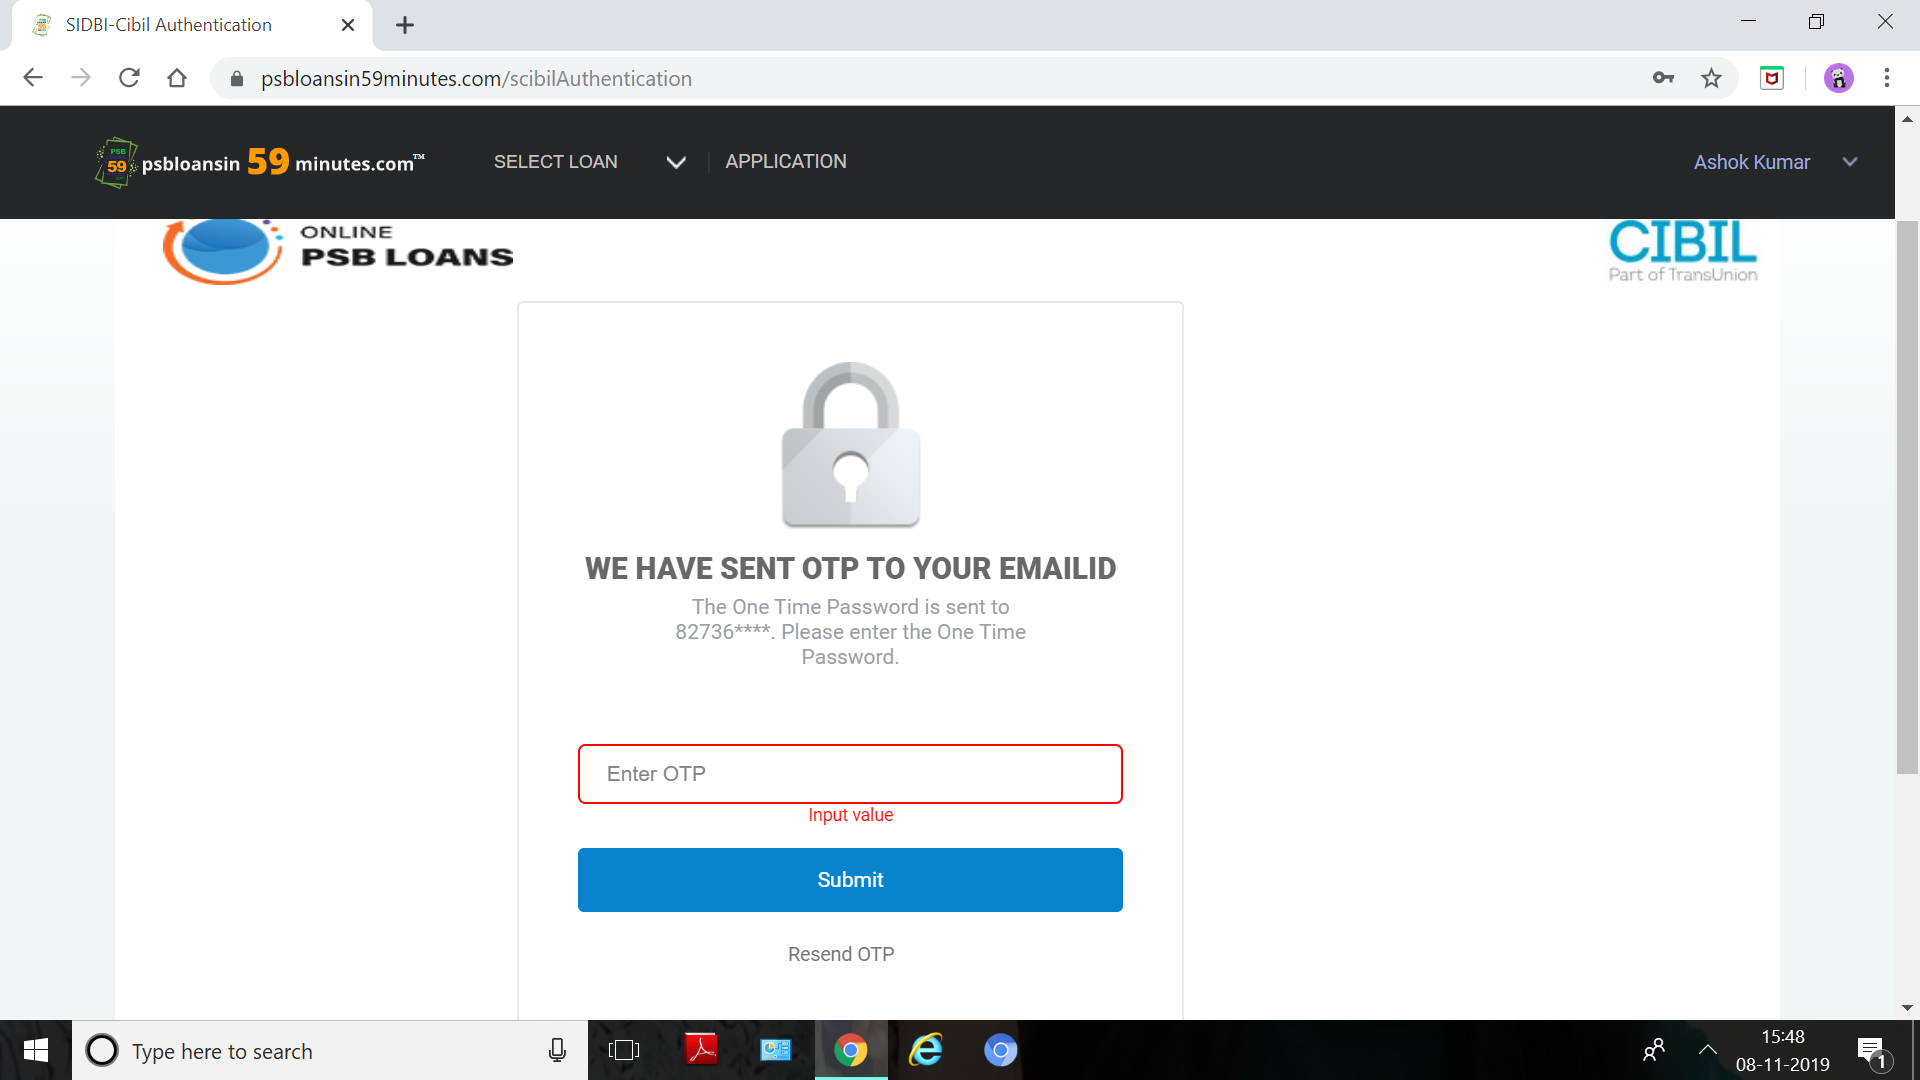 SIDBI-Cibil Authentication
psbloansin59minutes.com/scibilAuthentication
PSB
59
psbloansin 59 minutes.com™
SELECT LOAN
APPLICATION
Ashok Kumar
ONLINE
PSB LOANS
CIBIL
Part of TransUnion
WE HAVE SENT OTP TO YOUR EMAILID
The One Time Password is sent to
82736****. Please enter the One Time
Password.
Enter OTP
Input value
Submit
Resend OTP
Type here to search
15:48
08-11-2019
1